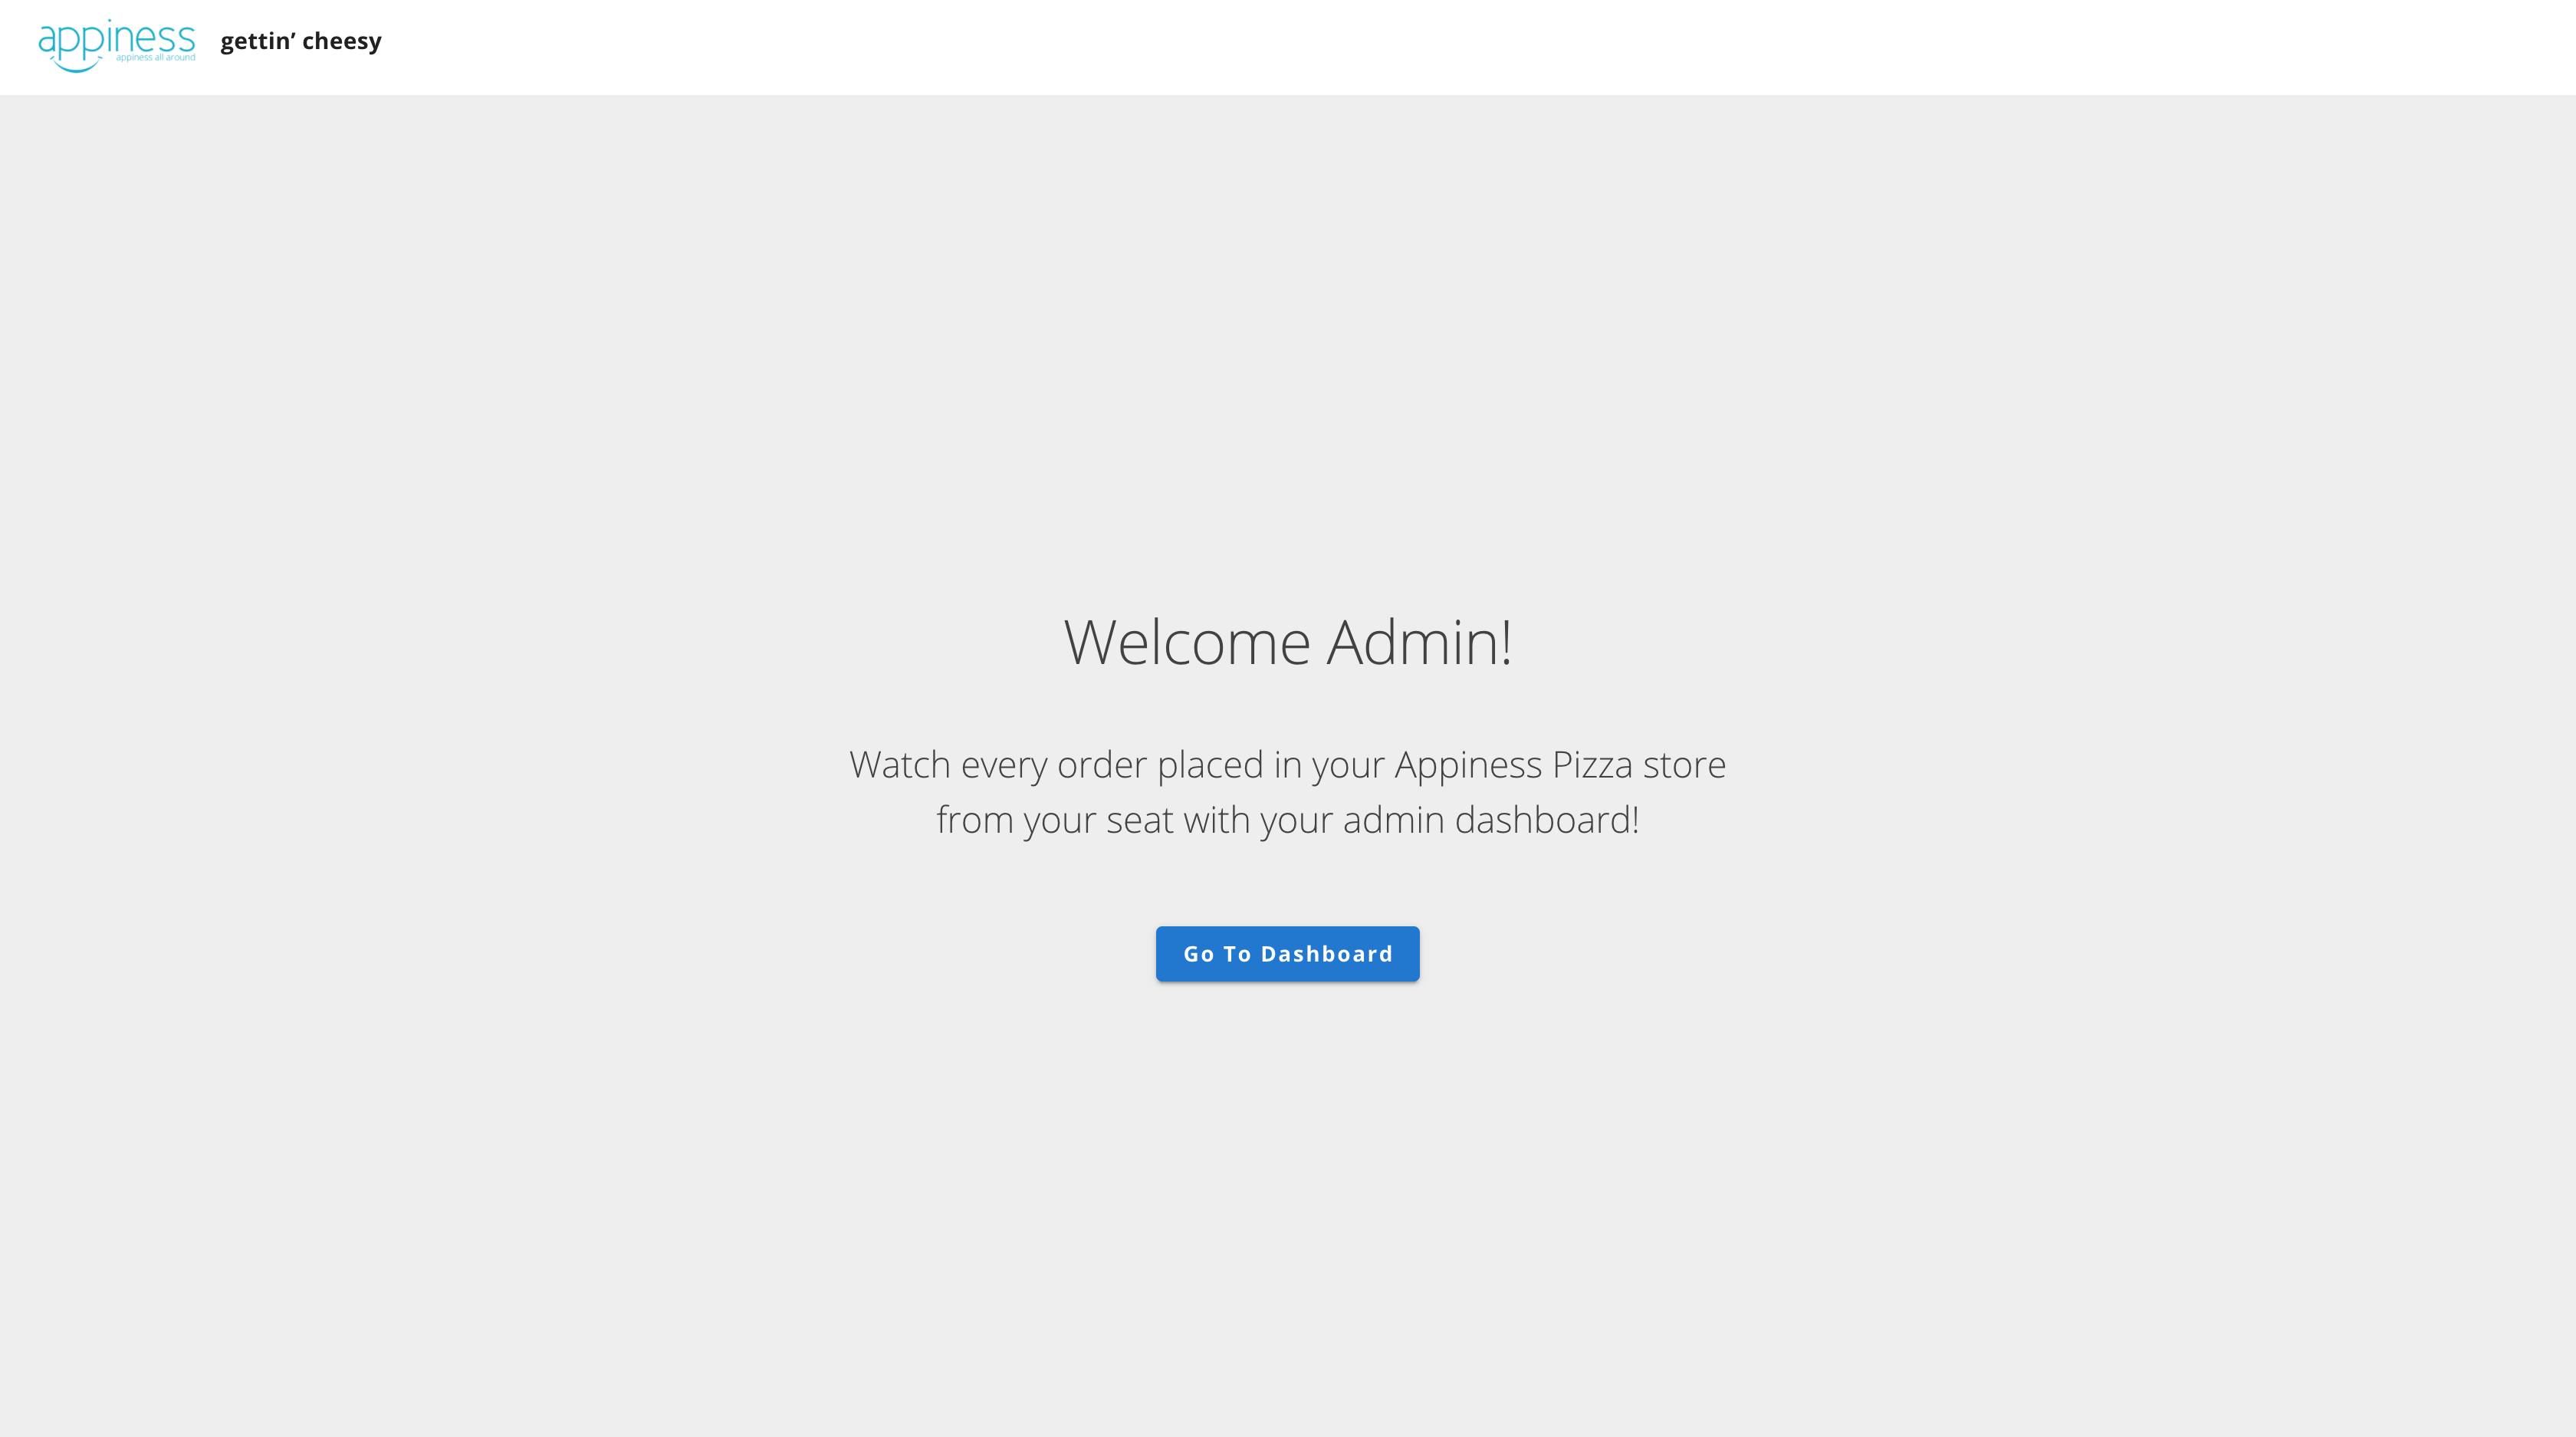 appiness
appiness all around
gettin’ cheesy
Welcome Admin!
Watch every order placed in your Appiness Pizza store
from your seat with your admin dashboard!
Go To Dashboard